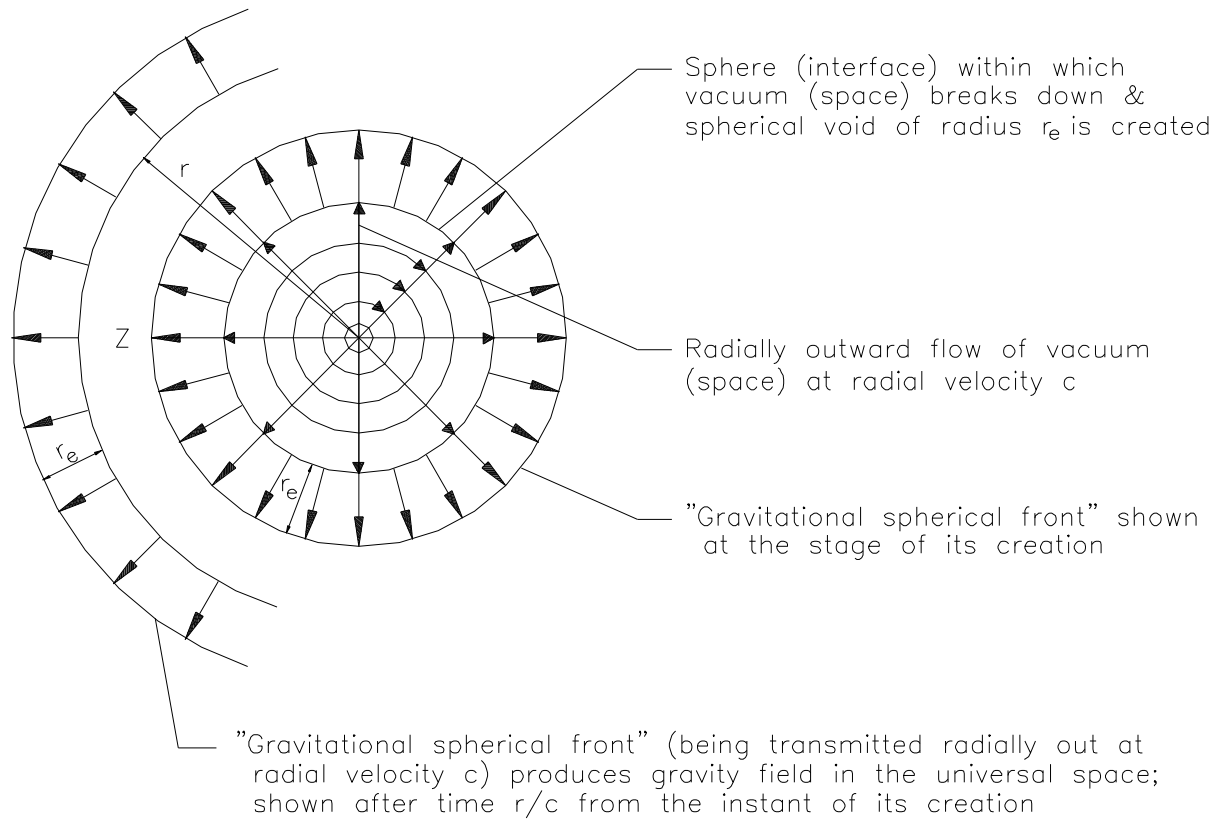 Sphere (interface) within which
vacuum (space) breaks down &
spherical void of radius re is created
r
Z
Radially outward flow of vacuum
(space) at radial velocity c
re
re
"Gravitational spherical front" shown
at the stage of its creation
"Gravitational spherical front" (being transmitted radially out at
radial velocity c) produces gravity field in the universal space;
shown after time r/c from the instant of its creation